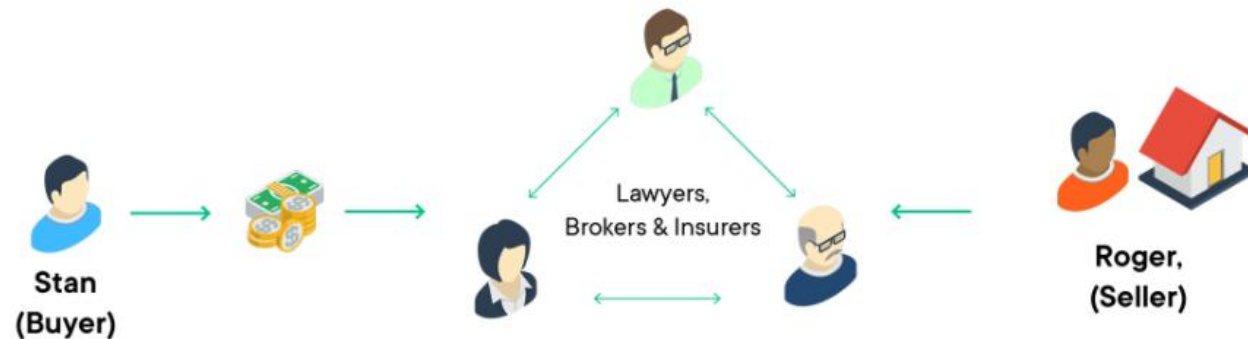 Lawyers,
Brokers & Insurers
Stan
(Buyer)
Roger,
(Seller)